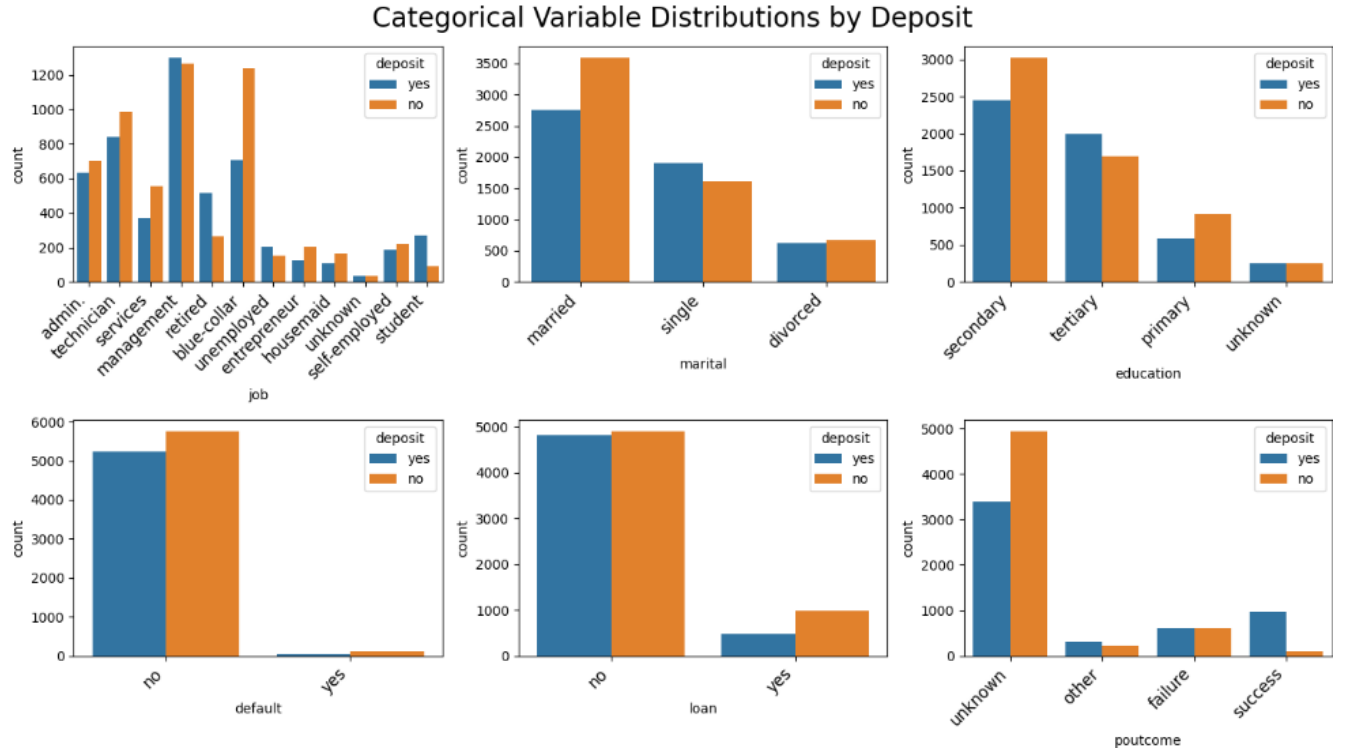 Categorical Variable Distributions by Deposit
count
1200
1000
800
600
400
200
0
deposit
yes
no
admin.
technician
services
management
retired
blue-collar
unemployed
entrepreneur
housemaid
unknown
self-employed
student
job
count
3500
3000
2500
2000
1500
1000
500
0
deposit
yes
no
married
single
divorced
marital
count
3000
2500
2000
1500
1000
500
0
deposit
yes
no
secondary
tertiary
primary
unknown
education
count
6000
5000
4000
3000
2000
1000
0
deposit
yes
no
no
yes
default
count
5000
4000
3000
2000
1000
0
deposit
yes
no
no
yes
loan
count
5000
4000
3000
2000
1000
0
deposit
yes
no
unknown
other
failure
success
poutcome